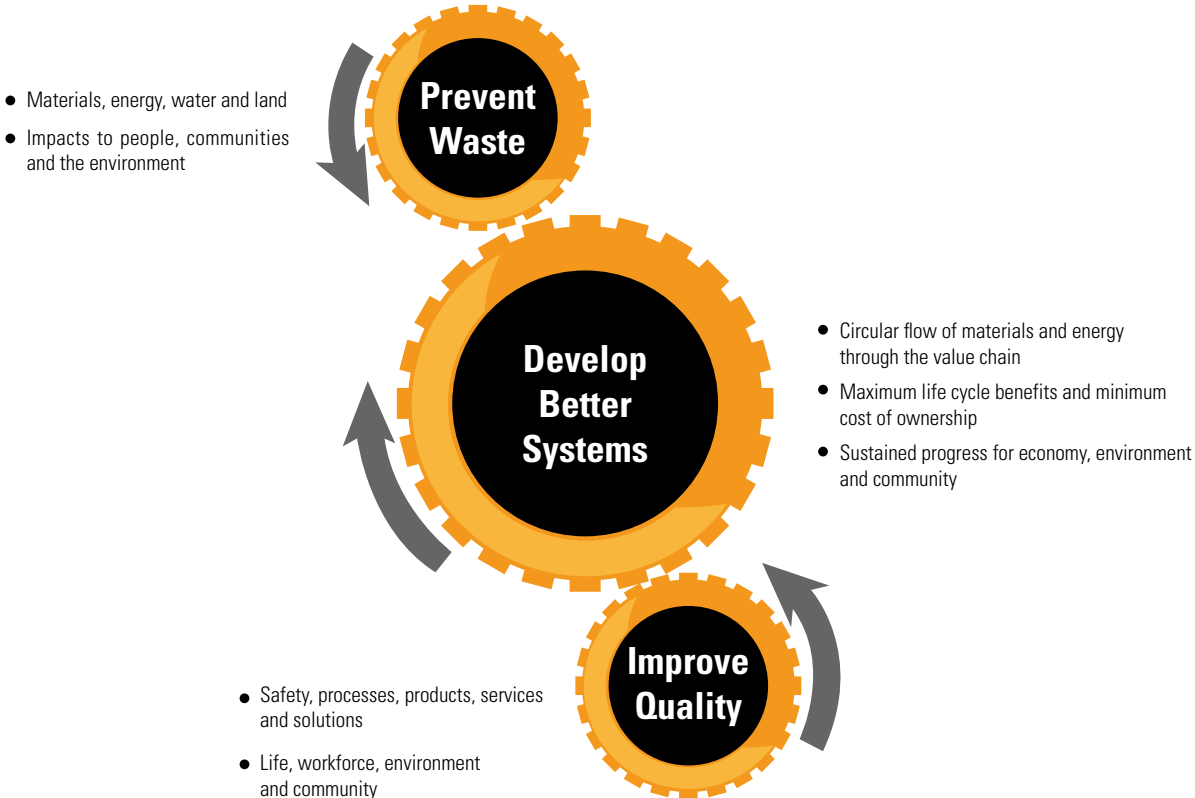 Prevent
Waste
● Materials, energy, water and land
● Impacts to people, communities
and the environment
Develop
Better
Systems
● Circular flow of materials and energy
through the value chain
● Maximum life cycle benefits and minimum
cost of ownership
● Sustained progress for economy, environment
and community
Improve
Quality
● Safety, processes, products, services
and solutions
● Life, workforce, environment
and community